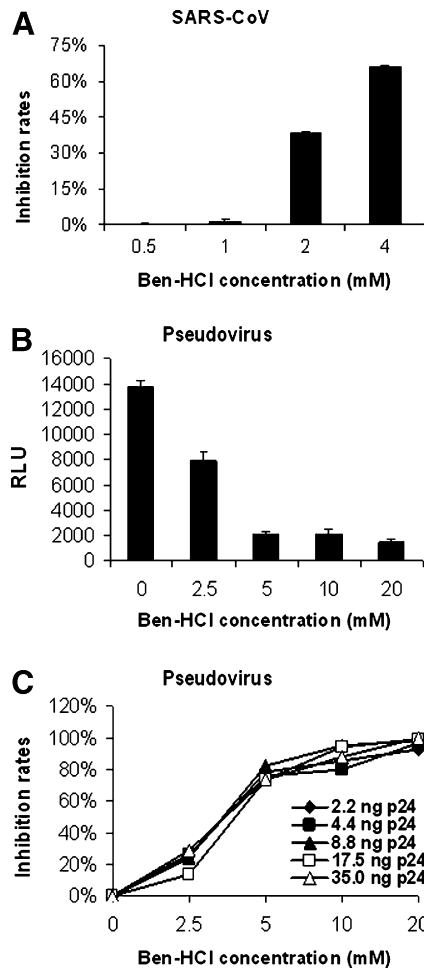 A
SARS-CoV
75%
60%
45%
30%
15%
0%
Inhibition rates
0.5 1 2 4
Ben-HCl concentration (mM)
B
Pseudovirus
16000
14000
12000
10000
8000
6000
4000
2000
0
RLU
0 2.5 5 10 20
Ben-HCl concentration (mM)
C
Pseudovirus
120%
100%
80%
60%
40%
20%
0%
Inhibition rates
2.2 ng p24
4.4 ng p24
8.8 ng p24
17.5 ng p24
35.0 ng p24
0 2.5 5 10 20
Ben-HCl concentration (mM)